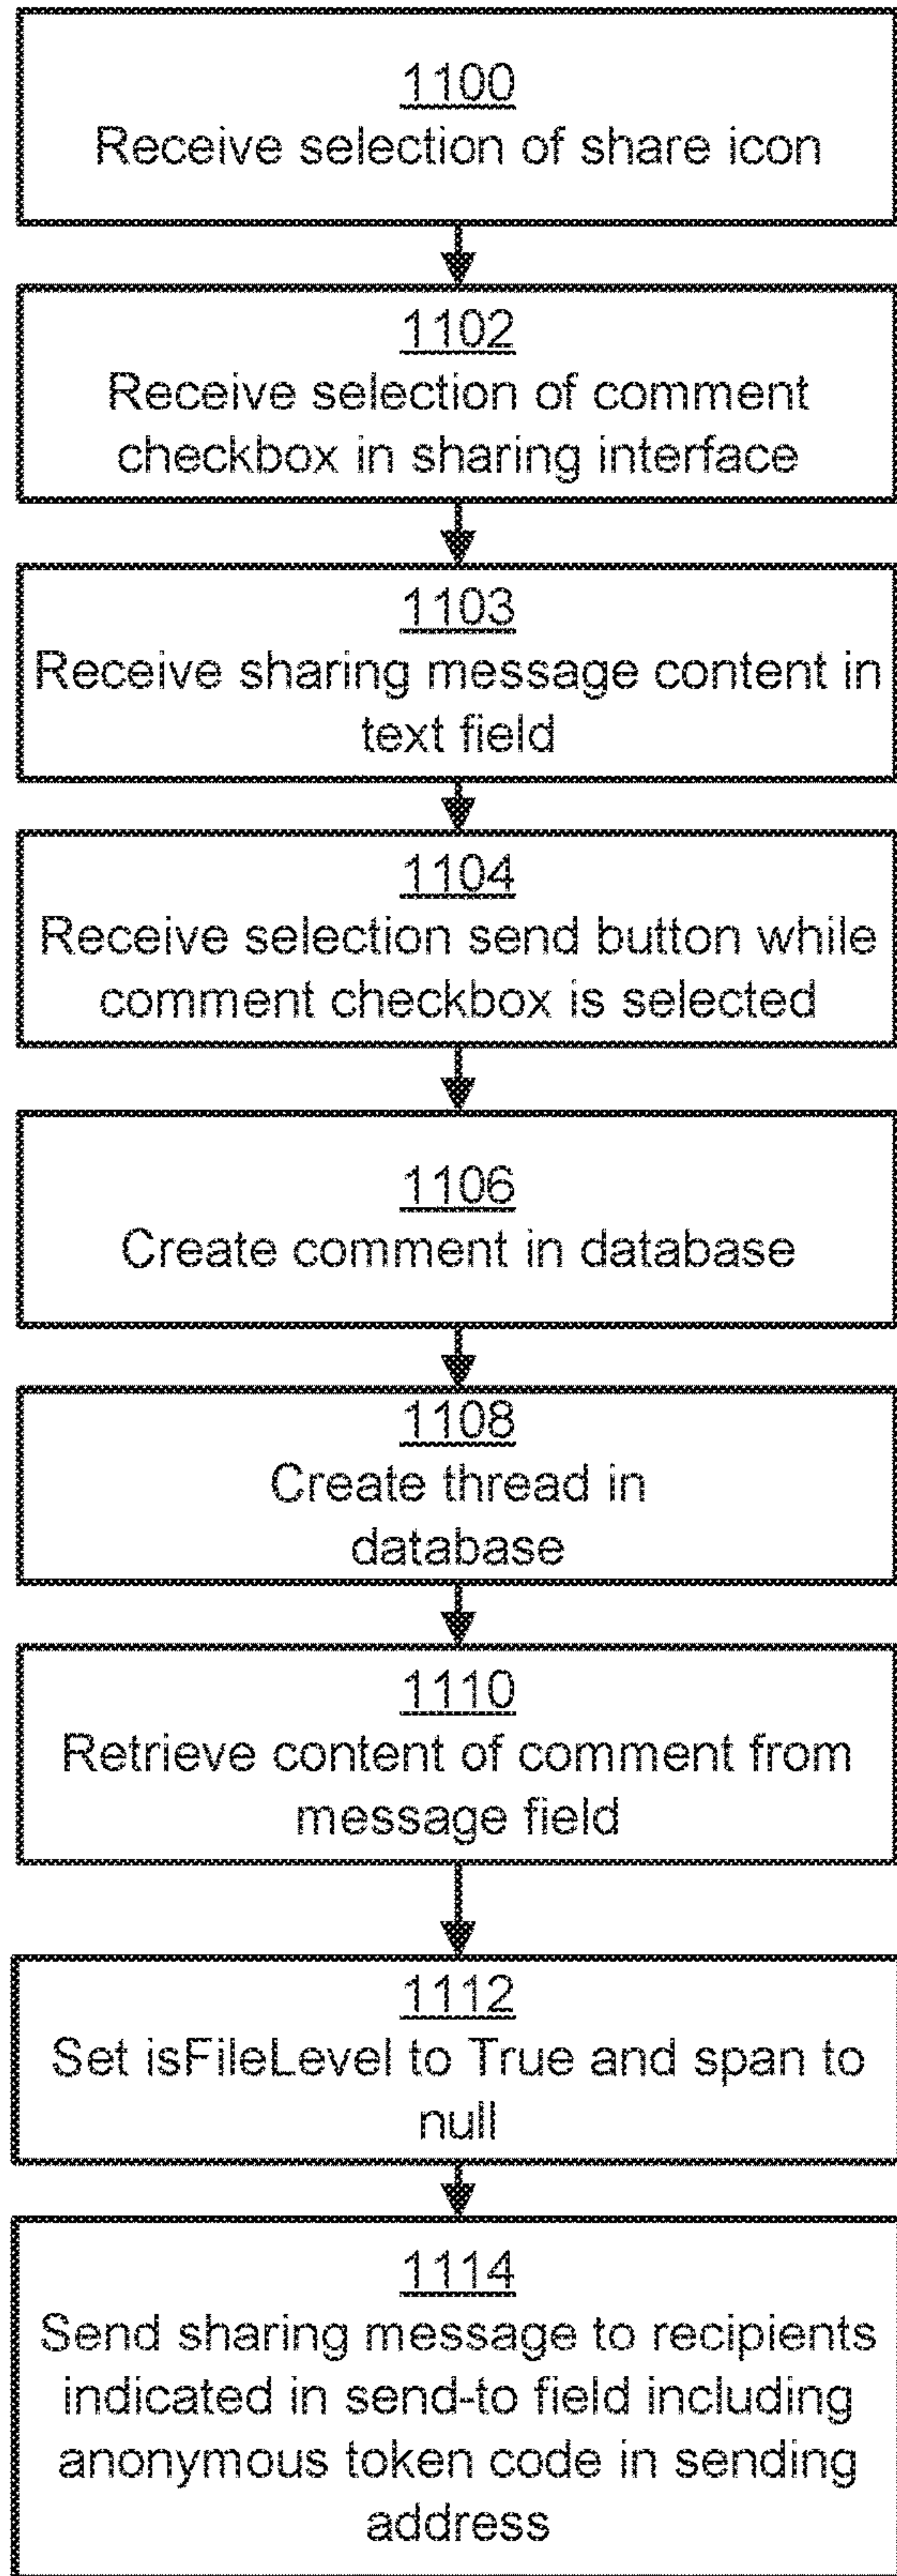 1100
Receive selection of share icon
1102
Receive selection of comment
checkbox in sharing interface
1103
Receive sharing message content in
text field
1104
Receive selection send button while
comment checkbox is selected
1106
Create comment in database
1108
Create thread in
database
1110
Retrieve content of comment from
message field
1112
Set isFileLevel to True and span to
null
1114
Send sharing message to recipients
indicated in send-to field including
anonymous token code in sending
address